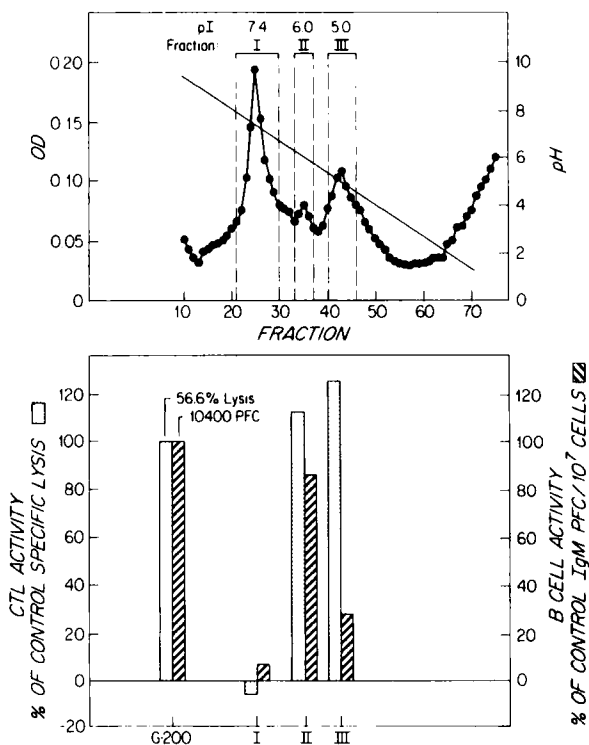 pI 7.4 6.0 5.0
Fraction: I II III
OD
0.20
0.15
0.10
0.05
0
pH
10
8
6
4
2
0
10 20 30 40 50 60 70
FRACTION
CTL ACTIVITY
% OF CONTROL SPECIFIC LYSIS
120
100
80
60
40
20
0
-20
56.6% Lysis
10400 PFC
B CELL ACTIVITY
% OF CONTROL IgM PFC/10⁷ CELLS
120
100
80
60
40
20
0
G-200 I II III